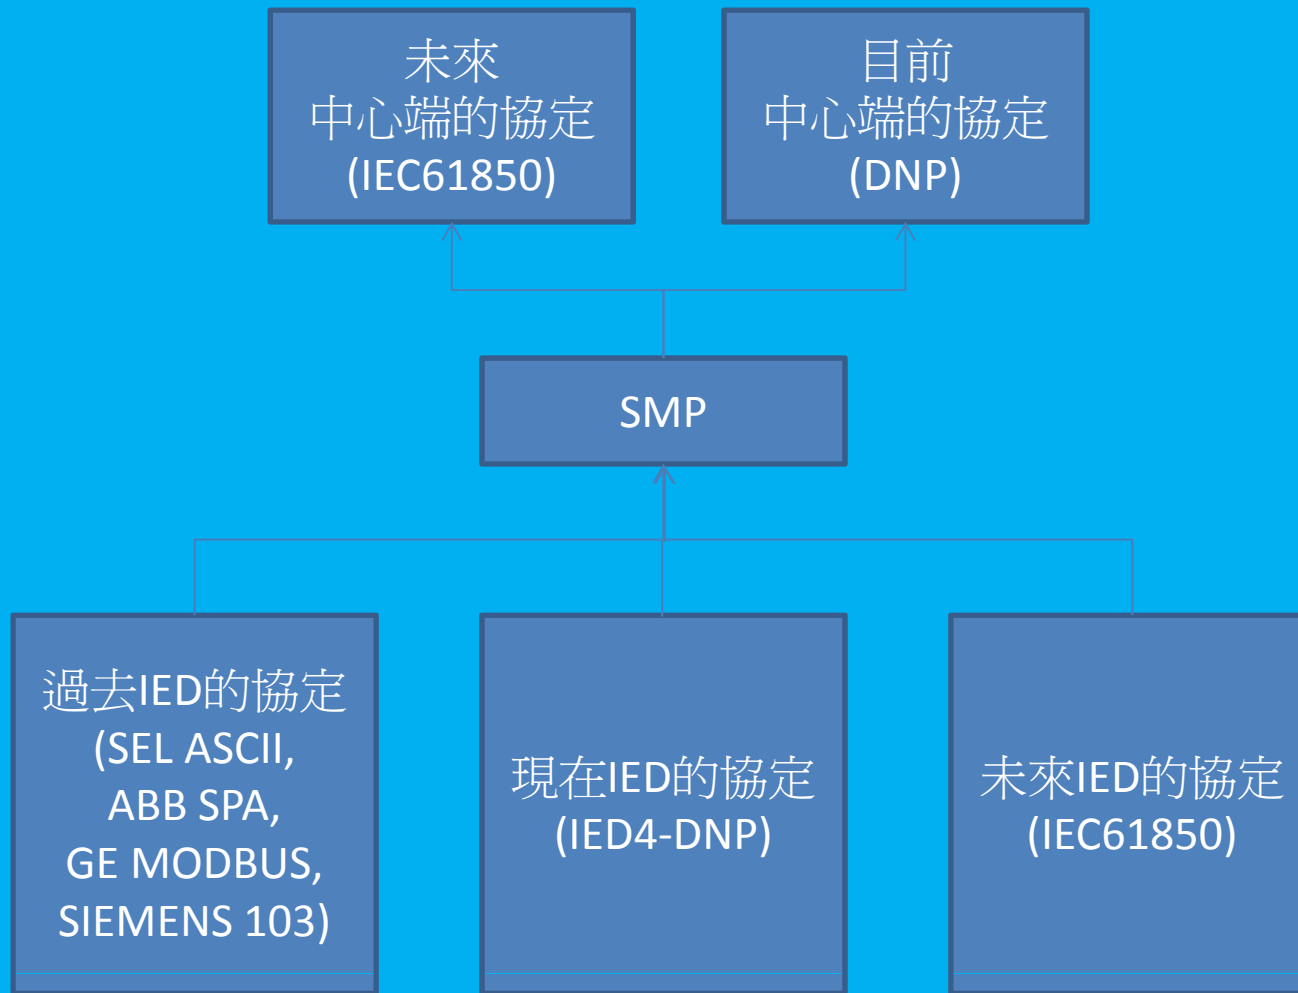 未來
中心端的協定
(IEC61850)
目前
中心端的協定
(DNP)
SMP
過去IED的協定
(SEL ASCII,
ABB SPA,
GE MODBUS,
SIEMENS 103)
現在IED的協定
(IED4-DNP)
未來IED的協定
(IEC61850)